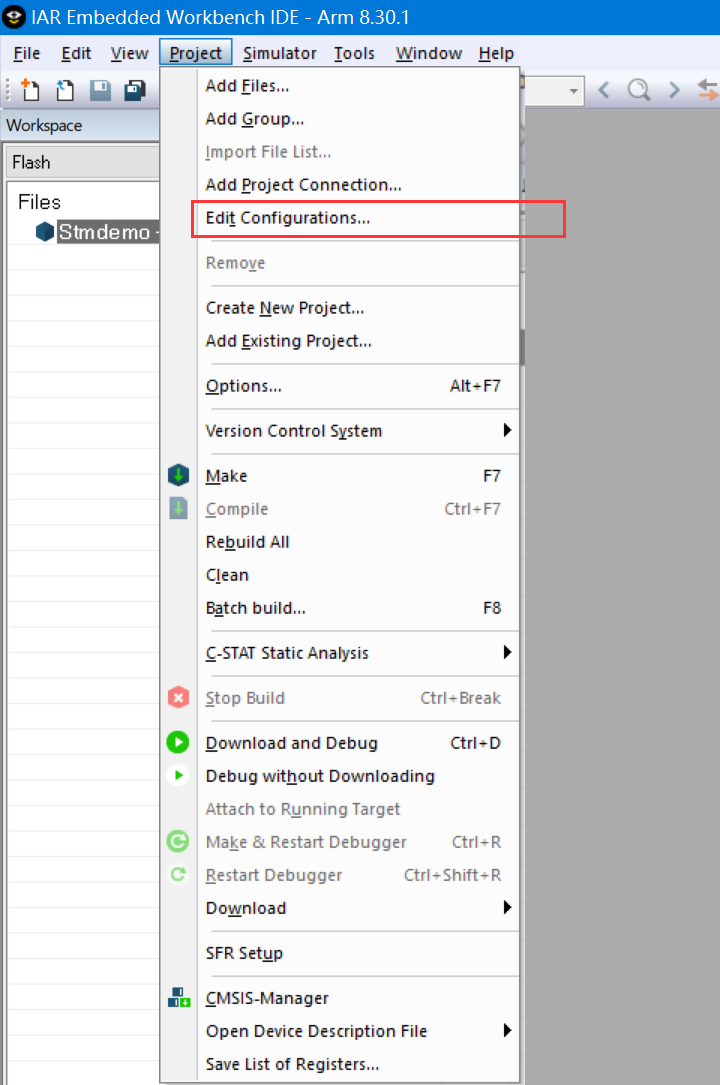 IAR Embedded Workbench IDE - Arm 8.30.1
File Edit View Project Simulator Tools Window Help
Workspace
Flash
Files
Stmdemo -
Add Files...
Add Group...
Import File List...
Add Project Connection...
Edit Configurations...
Remove
Create New Project...
Add Existing Project...
Options... Alt+F7
Version Control System
Make F7
Compile Ctrl+F7
Rebuild All
Clean
Batch build... F8
C-STAT Static Analysis
Stop Build Ctrl+Break
Download and Debug Ctrl+D
Debug without Downloading
Attach to Running Target
Make & Restart Debugger Ctrl+R
Restart Debugger Ctrl+Shift+R
Download
SFR Setup
CMSIS-Manager
Open Device Description File
Save List of Registers...